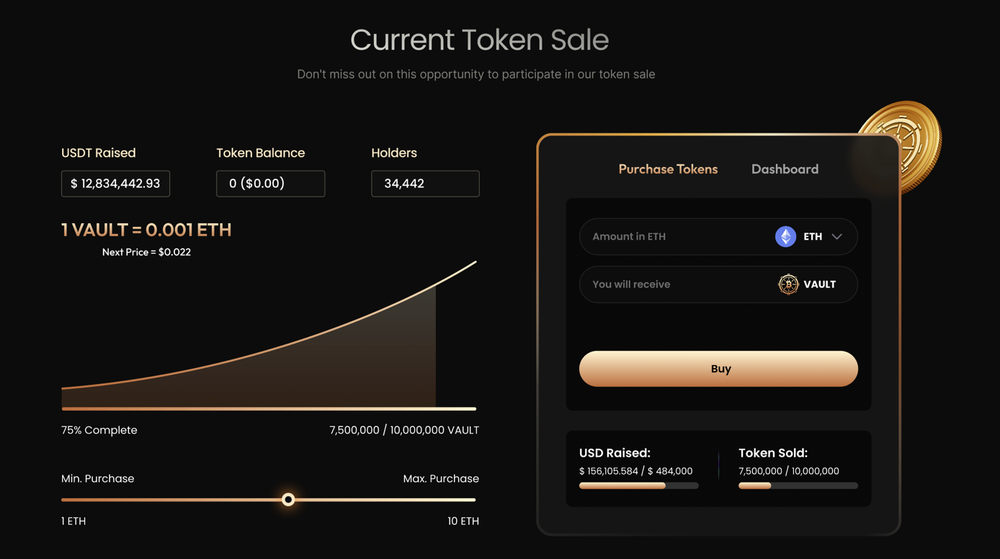 Current Token Sale
Don't miss out on this opportunity to participate in our token sale
USDT Raised
$ 12,834,442.93
Token Balance
0 ($0.00)
Holders
34,442
1 VAULT = 0.001 ETH
Next Price = $0.022
75% Complete
7,500,000 / 10,000,000 VAULT
Min. Purchase
Max. Purchase
1 ETH
10 ETH
Purchase Tokens
Dashboard
Amount in ETH
ETH
You will receive
VAULT
Buy
USD Raised:
$ 156,105.584 / $ 484,000
Token Sold:
7,500,000 / 10,000,000